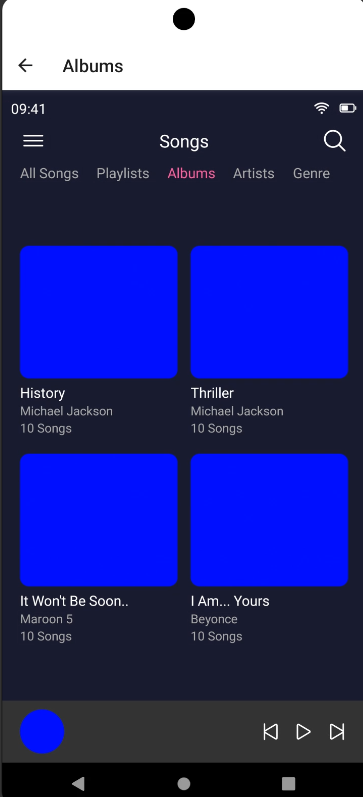 Albums
09:41
Songs
All Songs Playlists Albums Artists Genre
History
Michael Jackson
10 Songs
Thriller
Michael Jackson
10 Songs
It Won't Be Soon..
Maroon 5
10 Songs
I Am... Yours
Beyonce
10 Songs